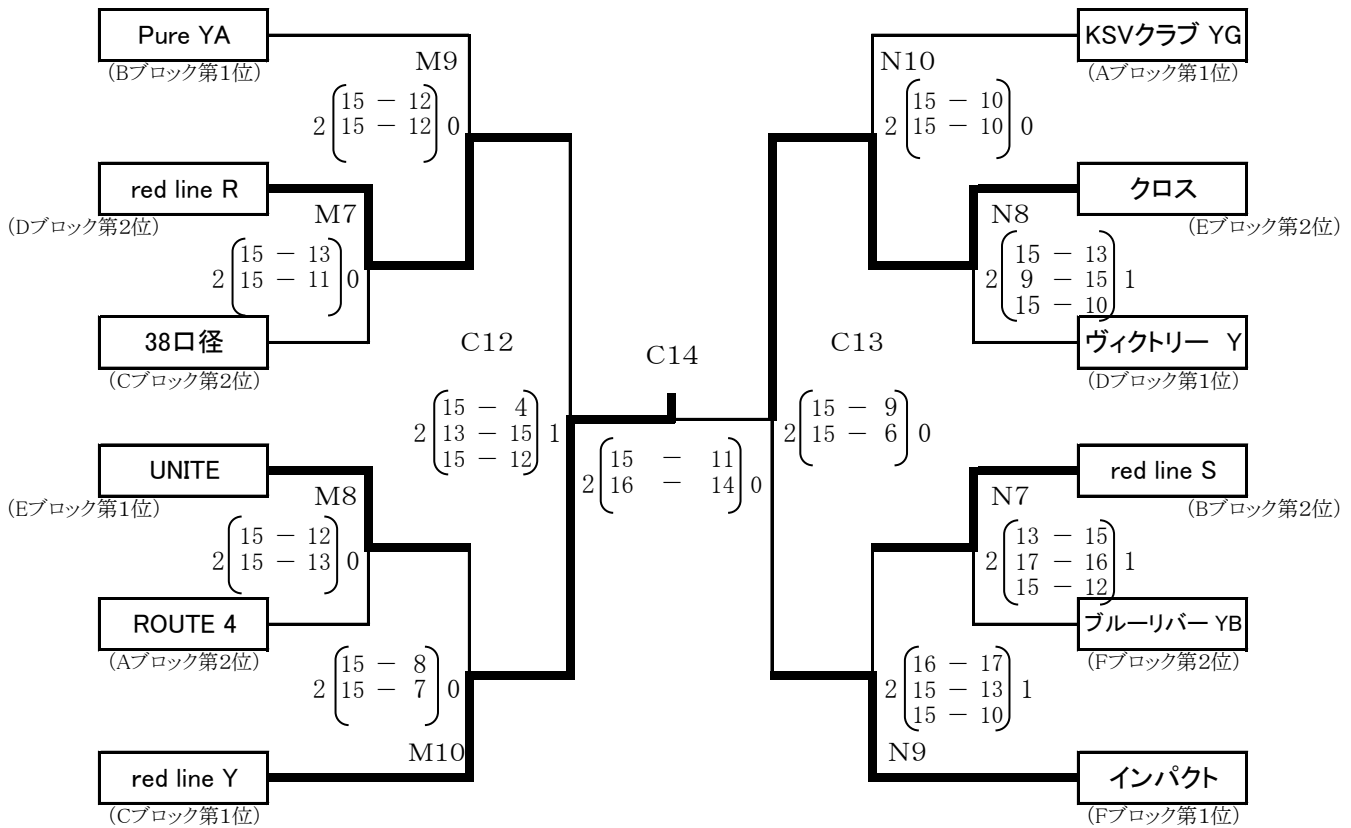 Pure YA
(Bブロック第1位)
M9
2 15 － 12 0
15 － 12
red line R
(Dブロック第2位)
M7
2 15 － 13 0
15 － 11
38口径
(Cブロック第2位)
C12
2 15 － 4 1
13 － 15
15 － 12
UNITE
(Eブロック第1位)
M8
2 15 － 12 0
15 － 13
ROUTE 4
(Aブロック第2位)
2 15 － 8 0
15 － 7
M10
red line Y
(Cブロック第1位)
C14
2 15 － 11 0
16 － 14
KSVクラブ YG
(Aブロック第1位)
N10
2 15 － 10 0
15 － 10
クロス
(Eブロック第2位)
N8
2 15 － 13 1
9 － 15
15 － 10
ヴィクトリー Y
(Dブロック第1位)
C13
2 15 － 9 0
15 － 6
red line S
(Bブロック第2位)
N7
2 13 － 15 1
17 － 16
15 － 12
ブルーリバー YB
(Fブロック第2位)
2 16 － 17 1
15 － 13
15 － 10
N9
インパクト
(Fブロック第1位)